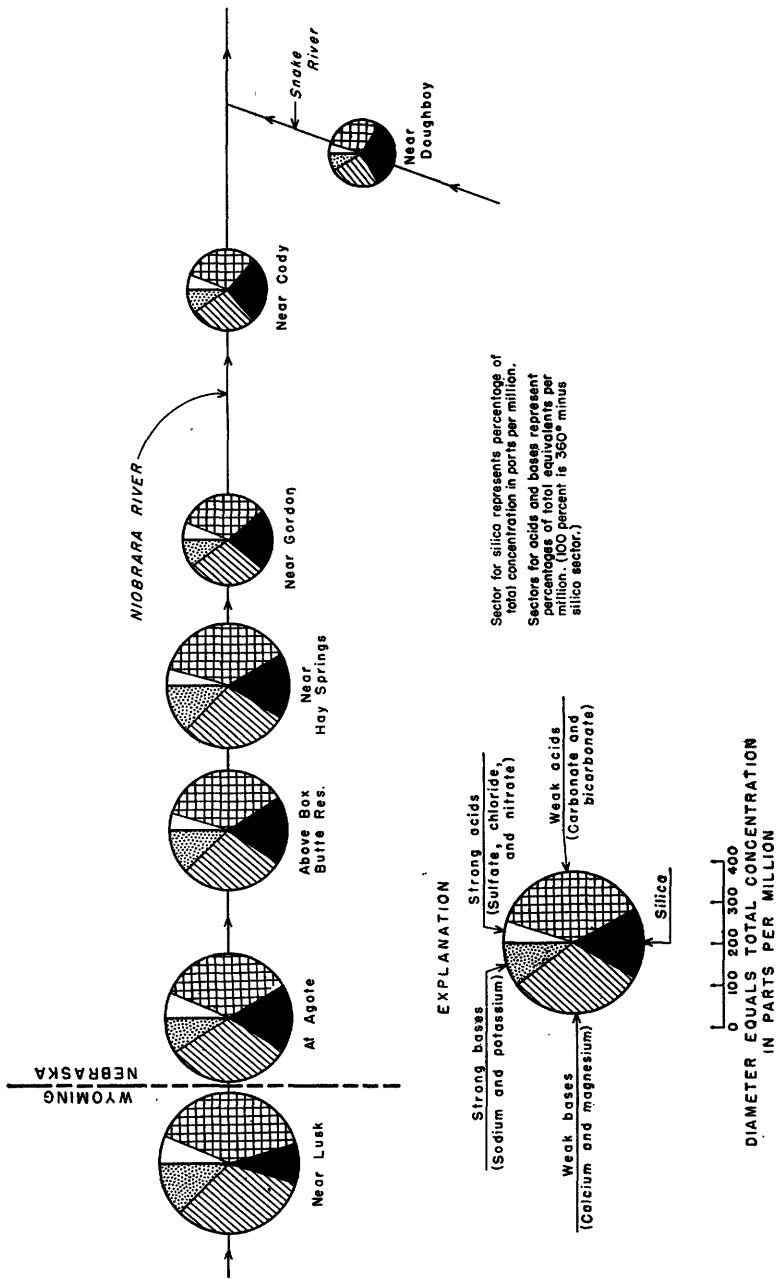 WYOMING
NEBRASKA
NIOBRARA RIVER
Snake
River
Near Lusk
At Agate
Above Box
Butte Res.
Near
Hay Springs
Near Gordon
Near Cody
Near
Doughboy
EXPLANATION
Strong bases
(Sodium and potassium)
Strong acids
(Sulfate, chloride,
and nitrate)
Weak bases
(Calcium and magnesium)
Weak acids
(Carbonate and
bicarbonate)
Silica
0 100 200 300 400
DIAMETER EQUALS TOTAL CONCENTRATION
IN PARTS PER MILLION
Sector for silica represents percentage of
total concentration in parts per million.
Sectors for acids and bases represent
percentages of total equivalents per
million. (100 percent is 360° minus
silica sector.)